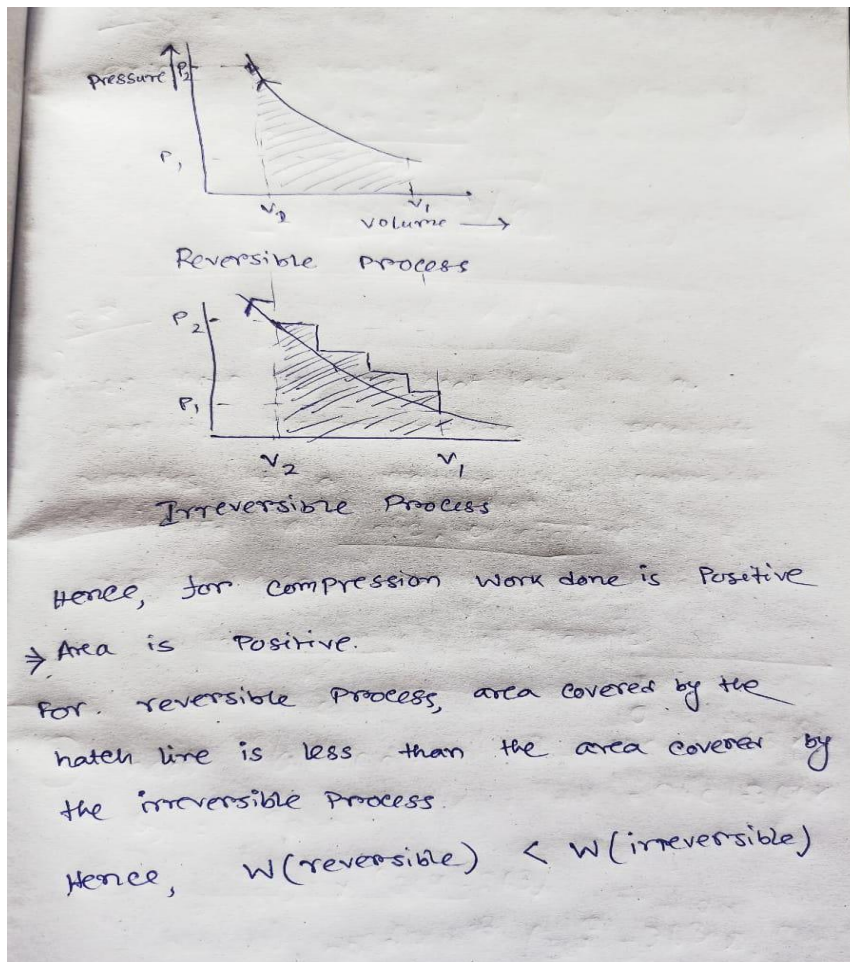 Pressure
P2
P1
V2
V1
Volume →
Reversible Process
P2
P1
V2
V1
Irreversible Process
Hence, for compression work done is Positive
⇒ Area is Positive.
For reversible process, area covered by the
hatch line is less than the area covered by
the irreversible process.
Hence, W(reversible) < W(irreversible)